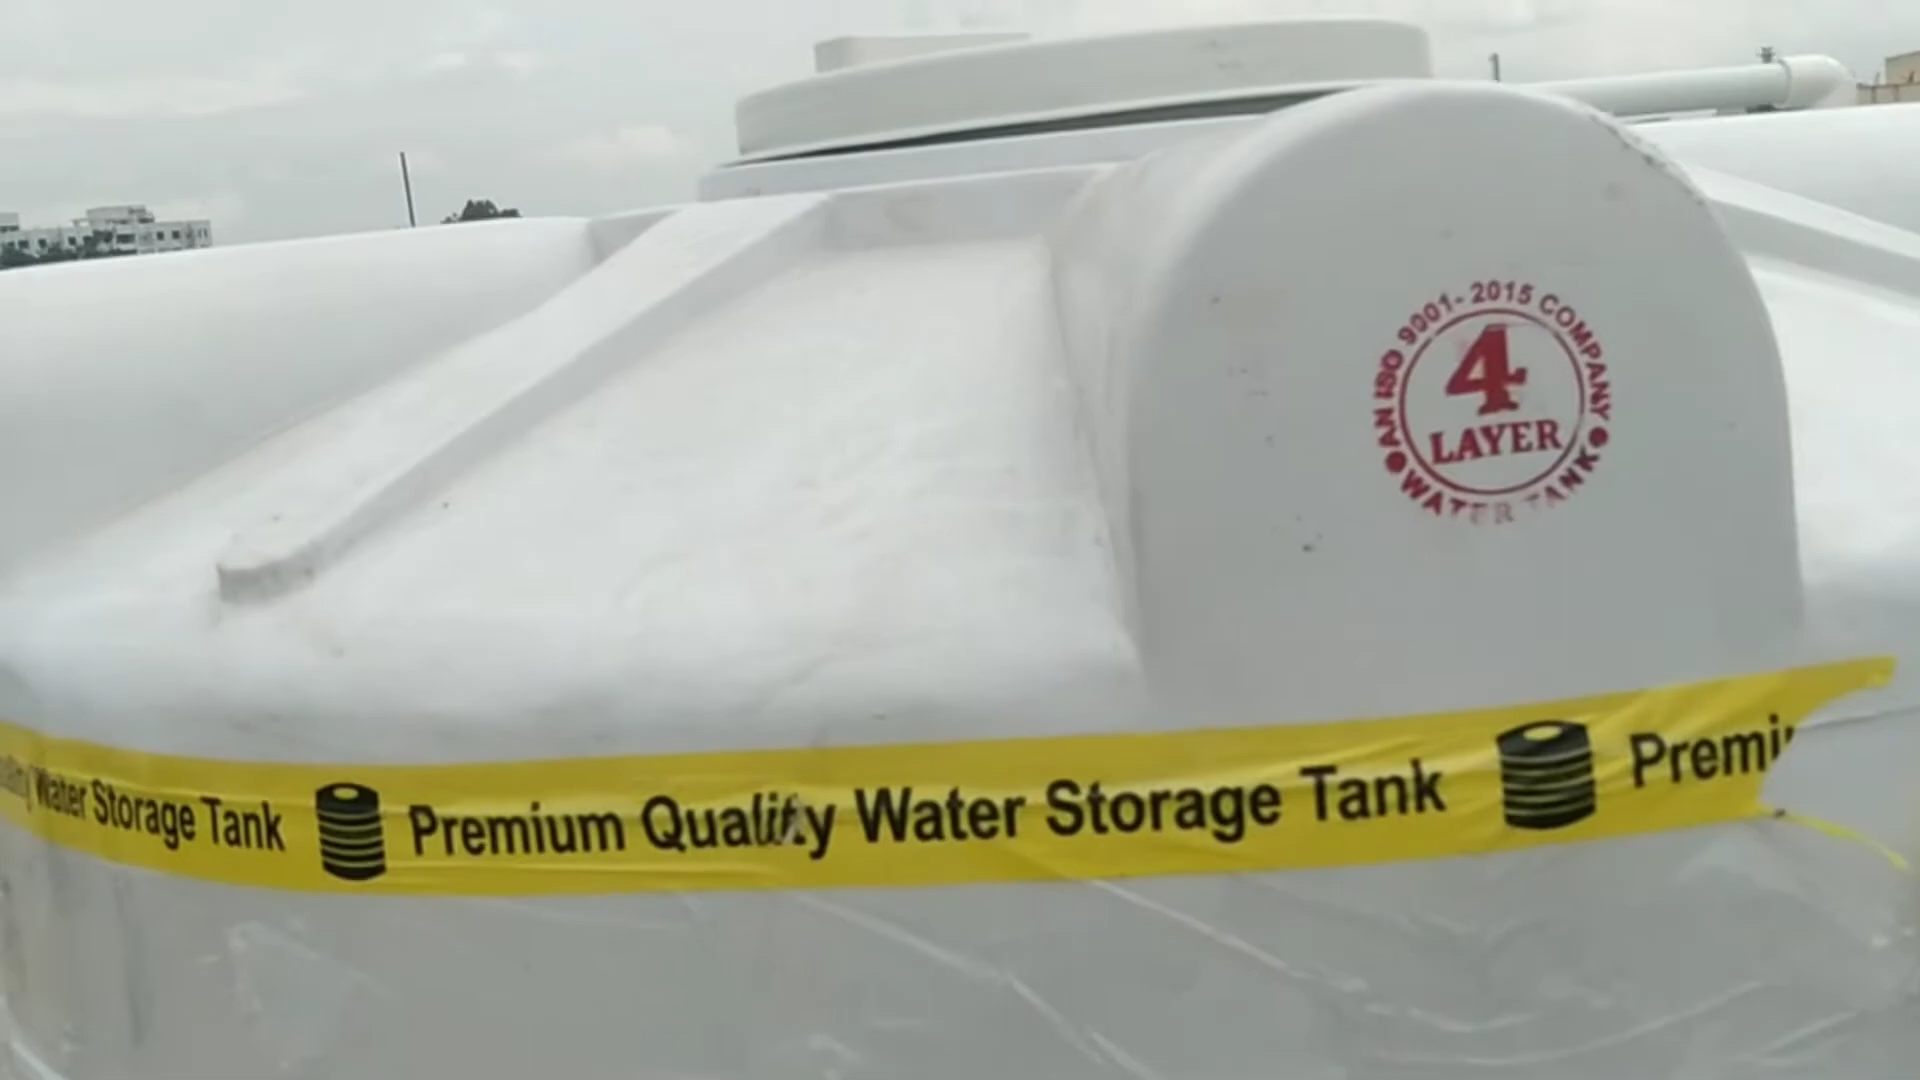 AN ISO 9001-2015 COMPANY
4
LAYER
WATER TANK
Water Storage Tank Premium Quality Water Storage Tank Premi